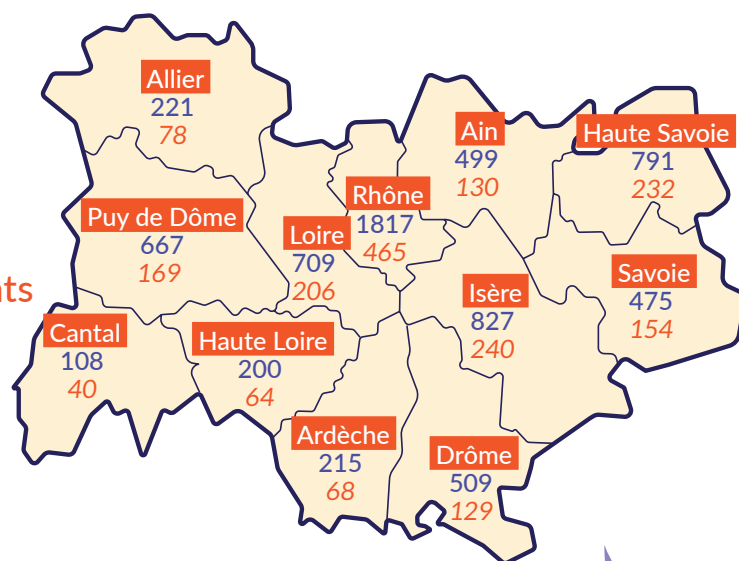 Allier
221
78
Ain
499
130
Haute Savoie
791
232
Rhône
1817
465
Puy de Dôme
667
169
Loire
709
206
Savoie
475
154
Isère
827
240
Cantal
108
40
Haute Loire
200
64
Ardèche
215
68
Drôme
509
129